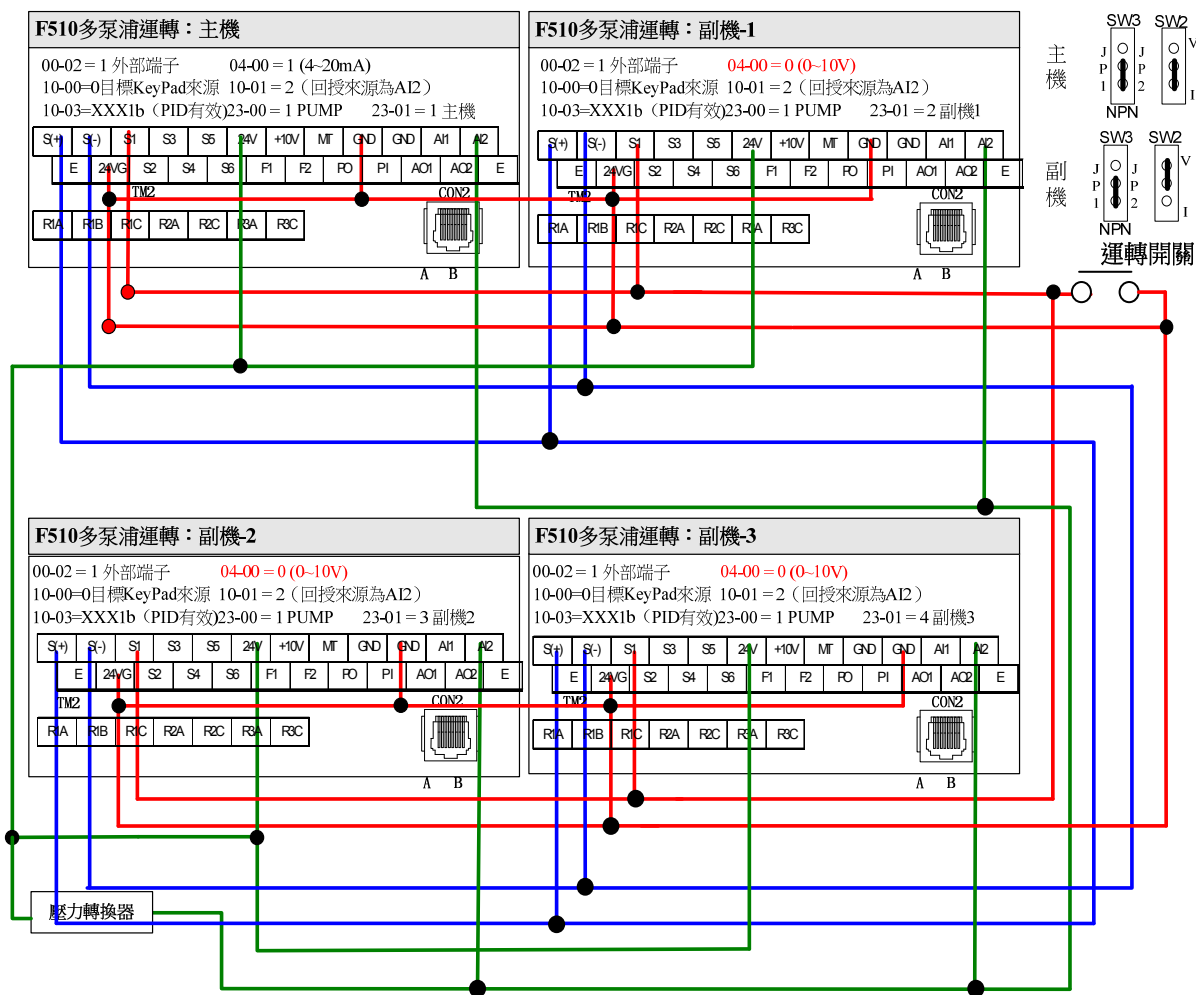 F510多泵浦運轉：主機
00-02 = 1 外部端子 04-00 = 1 (4~20mA)
10-00=0目標KeyPad來源 10-01 = 2（回授來源為AI2）
10-03=XXX1b（PID有效)23-00 = 1 PUMP 23-01 = 1 主機
S(+) S(-) S1 S3 S5 24V +10V MT GND GND AI1 AI2
E 24VG S2 S4 S6 F1 F2 PO PI AO1 AO2 E
TM2 CON2
R1A R1B R1C R2A R2C R3A R3C
A B
F510多泵浦運轉：副機-1
00-02 = 1 外部端子 04-00 = 0 (0~10V)
10-00=0目標KeyPad來源 10-01 = 2（回授來源為AI2）
10-03=XXX1b（PID有效)23-00 = 1 PUMP 23-01 = 2 副機1
S(+) S(-) S1 S3 S5 24V +10V MT GND GND AI1 AI2
E 24VG S2 S4 S6 F1 F2 PO PI AO1 AO2 E
TM2 CON2
R1A R1B R1C R2A R2C R3A R3C
A B
主機
SW3 SW2
J P 1 J P 2 V I
NPN
副機
SW3 SW2
J P 1 J P 2 V I
NPN
運轉開關
F510多泵浦運轉：副機-2
00-02 = 1 外部端子 04-00 = 0 (0~10V)
10-00=0目標KeyPad來源 10-01 = 2（回授來源為AI2）
10-03=XXX1b（PID有效)23-00 = 1 PUMP 23-01 = 3 副機2
S(+) S(-) S1 S3 S5 24V +10V MT GND GND AI1 AI2
E 24VG S2 S4 S6 F1 F2 PO PI AO1 AO2 E
TM2 CON2
R1A R1B R1C R2A R2C R3A R3C
A B
F510多泵浦運轉：副機-3
00-02 = 1 外部端子 04-00 = 0 (0~10V)
10-00=0目標KeyPad來源 10-01 = 2（回授來源為AI2）
10-03=XXX1b（PID有效)23-00 = 1 PUMP 23-01 = 4 副機3
S(+) S(-) S1 S3 S5 24V +10V MT GND GND AI1 AI2
E 24VG S2 S4 S6 F1 F2 PO PI AO1 AO2 E
TM2 CON2
R1A R1B R1C R2A R2C R3A R3C
A B
壓力轉換器